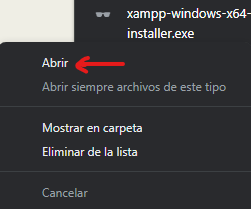 xampp-windows-x64-
installer.exe
Abrir
Abrir siempre archivos de este tipo
Mostrar en carpeta
Eliminar de la lista
Cancelar